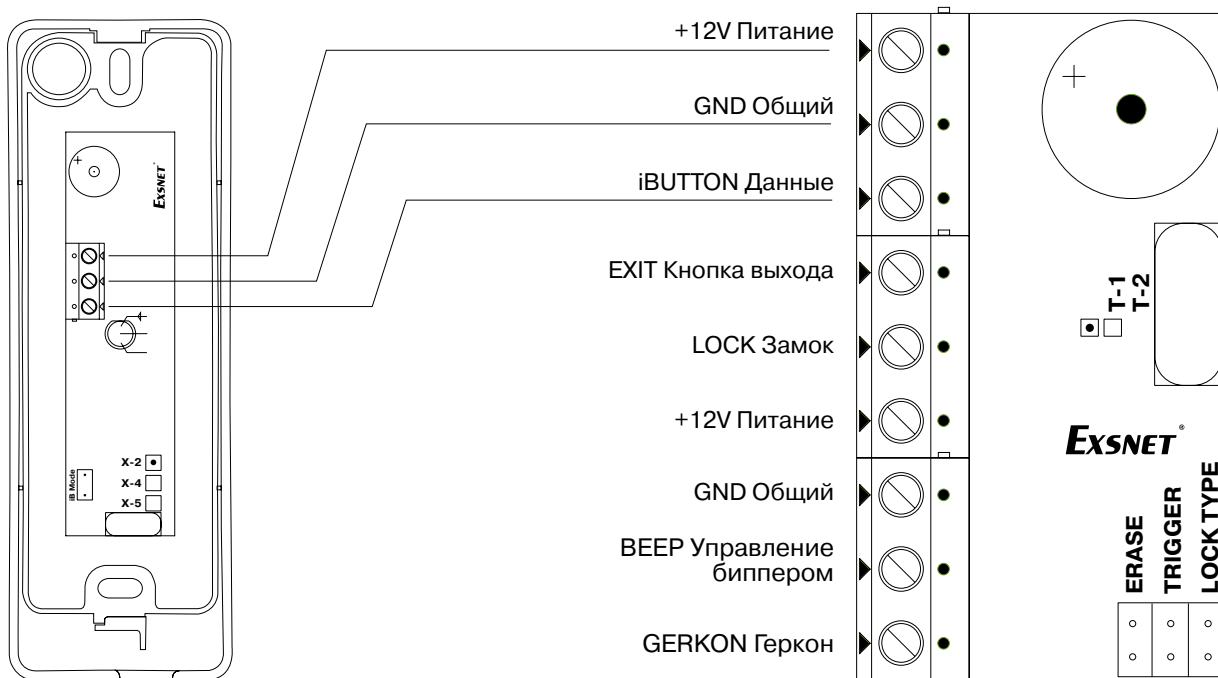 +12V Питание
GND Общий
iBUTTON Данные
EXIT Кнопка выхода
LOCK Замок
+12V Питание
GND Общий
BEEP Управление
биппером
GERKON Геркон
EXSNET
X-2
X-4
X-5
iB Mode
T-1
T-2
EXSNET®
ERASE
TRIGGER
LOCK TYPE